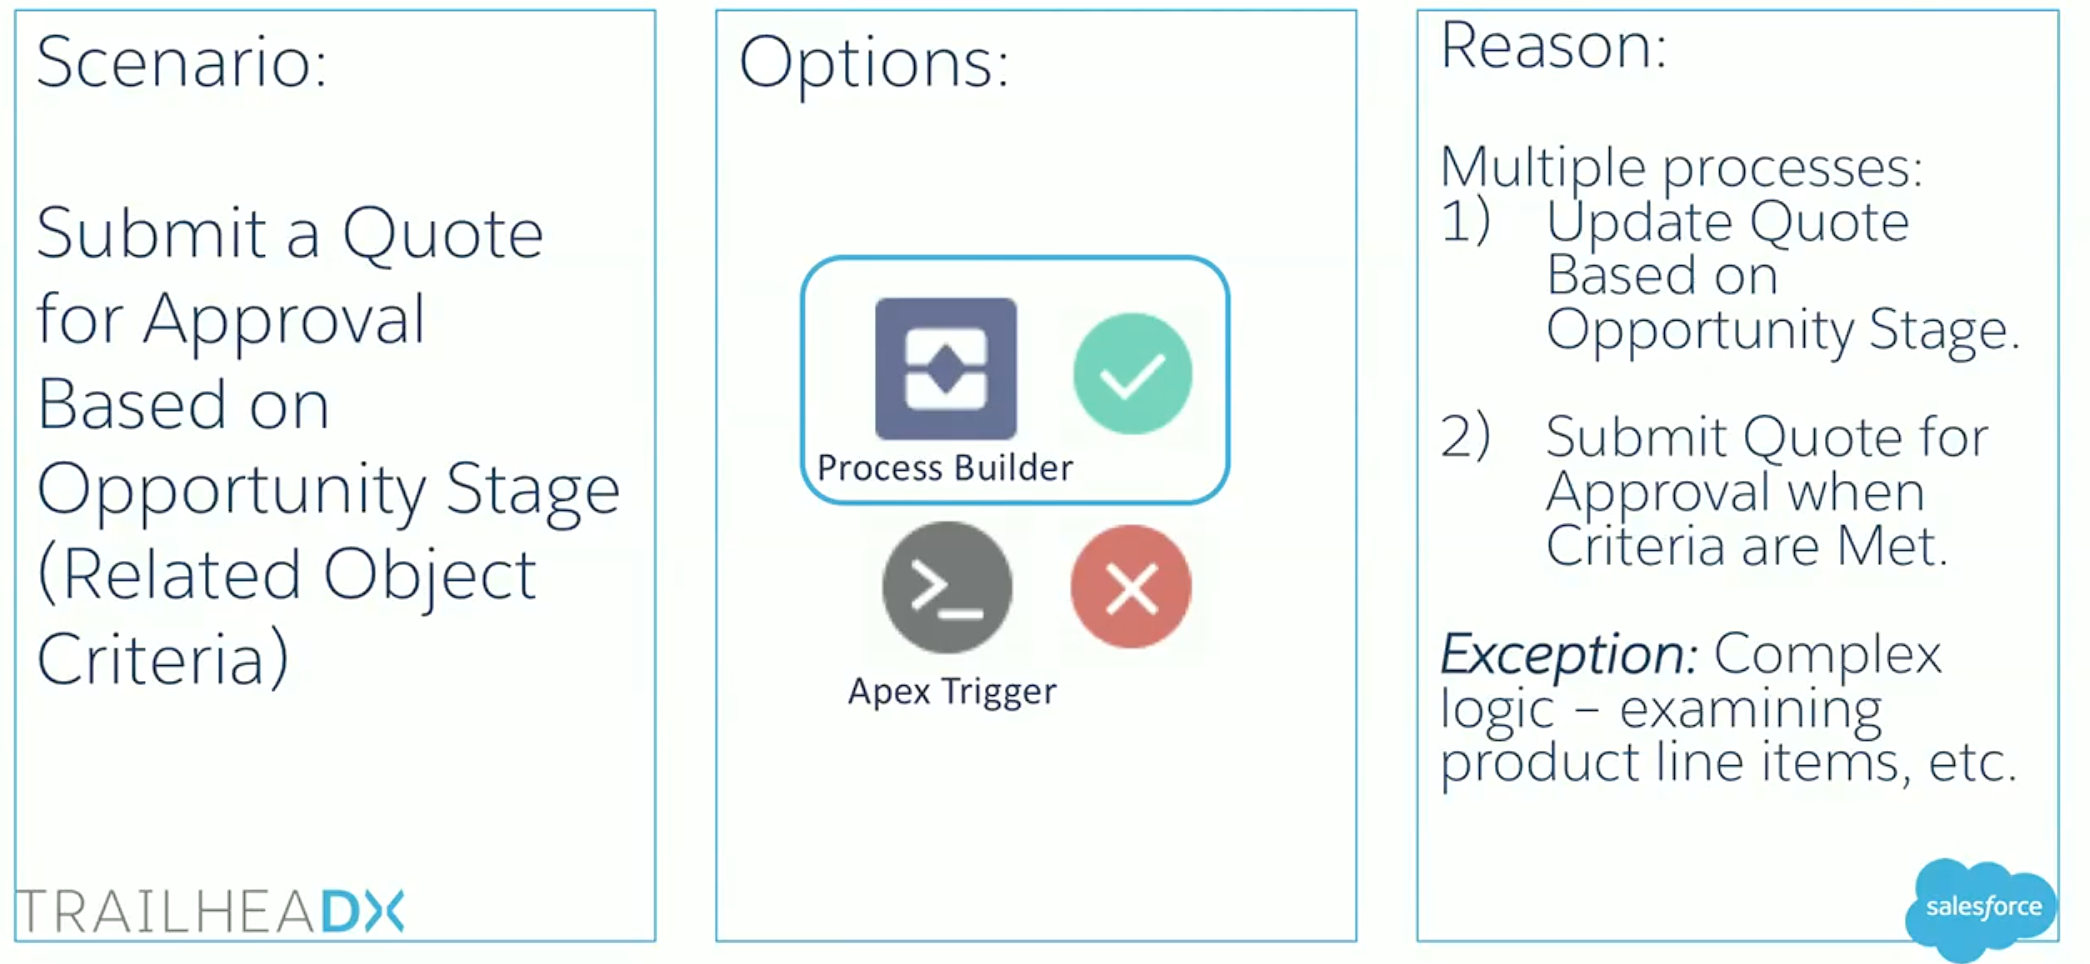 Scenario:
Submit a Quote
for Approval
Based on
Opportunity Stage
(Related Object
Criteria)
TRAILHEADX
Options:
Process Builder
>_
Apex Trigger
Reason:
Multiple processes:
1) Update Quote
Based on
Opportunity Stage.
2) Submit Quote for
Approval when
Criteria are Met.
Exception: Complex
logic – examining
product line items, etc.
salesforce